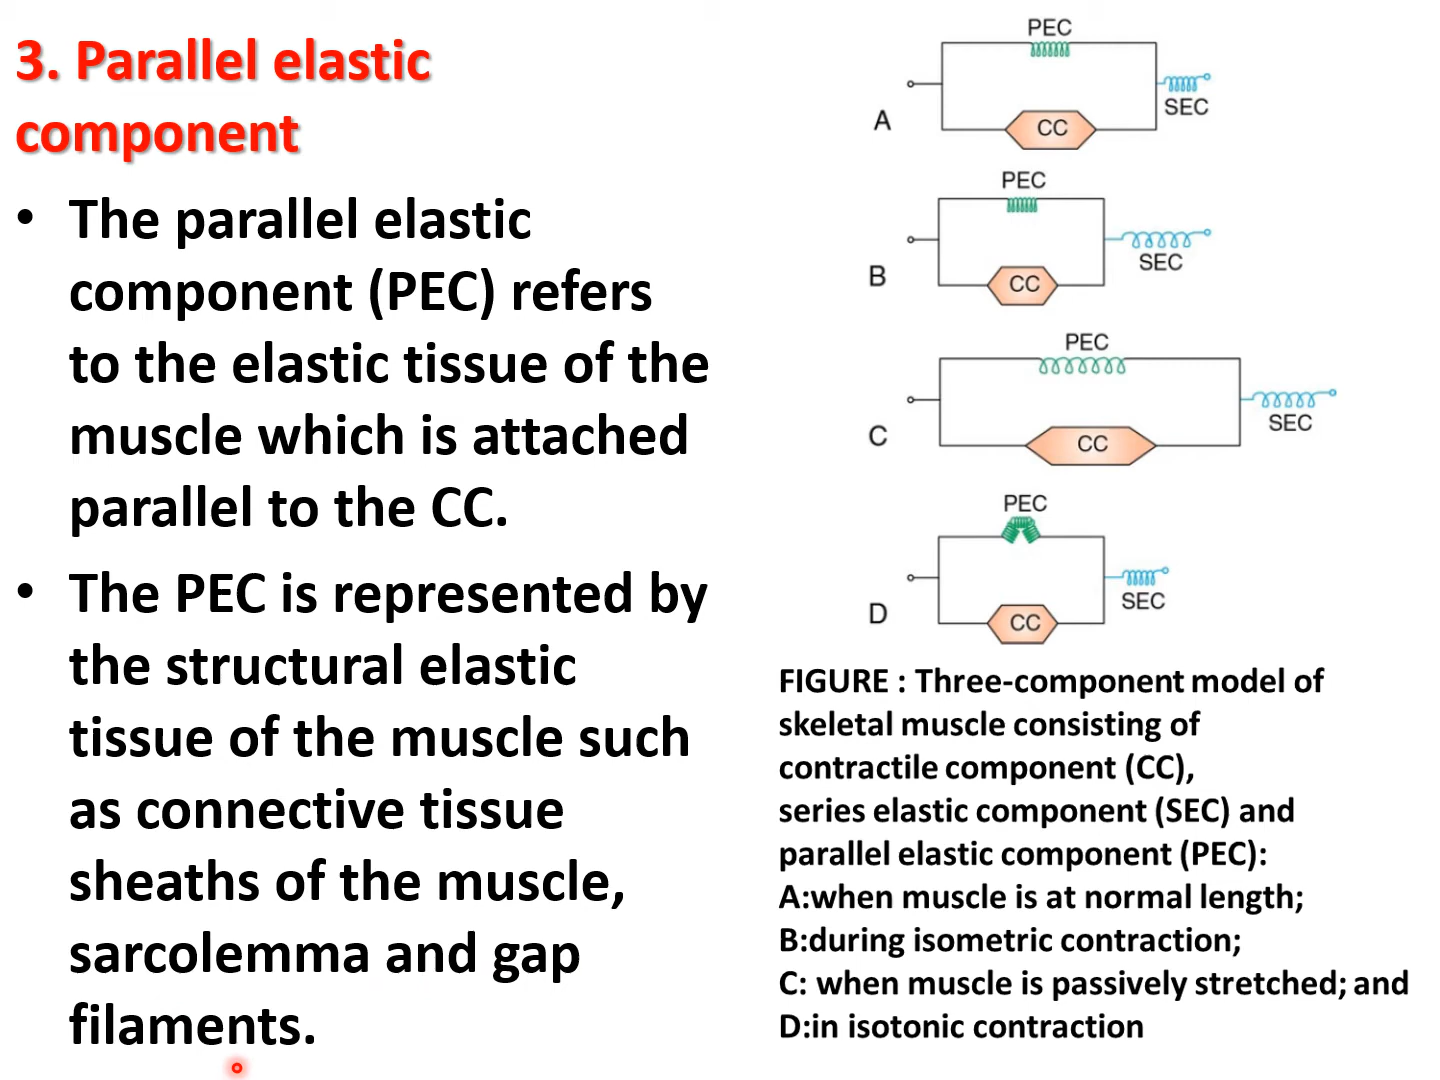 3. Parallel elastic
component
• The parallel elastic
component (PEC) refers
to the elastic tissue of the
muscle which is attached
parallel to the CC.
• The PEC is represented by
the structural elastic
tissue of the muscle such
as connective tissue
sheaths of the muscle,
sarcolemma and gap
filaments.
PEC
SEC
A
CC
PEC
SEC
B
CC
PEC
SEC
C
CC
PEC
SEC
D
CC
FIGURE : Three-component model of
skeletal muscle consisting of
contractile component (CC),
series elastic component (SEC) and
parallel elastic component (PEC):
A:when muscle is at normal length;
B:during isometric contraction;
C: when muscle is passively stretched; and
D:in isotonic contraction